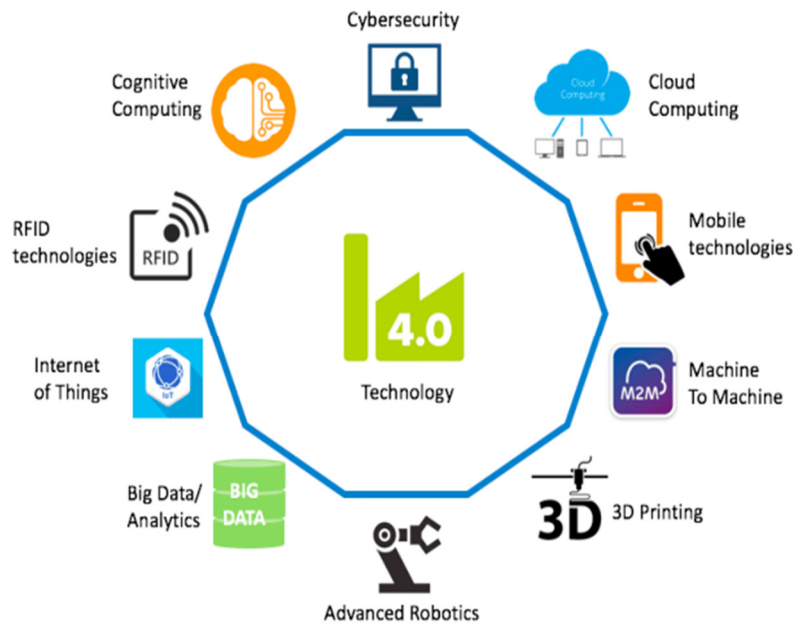 Cybersecurity
Cognitive
Computing
Cloud
Computing
Cloud
Computing
RFID
technologies
RFID
Mobile
technologies
4.0
Technology
Internet
of Things
IoT
M2M
Machine
To Machine
Big Data/
Analytics
BIG
DATA
3D
3D Printing
Advanced Robotics